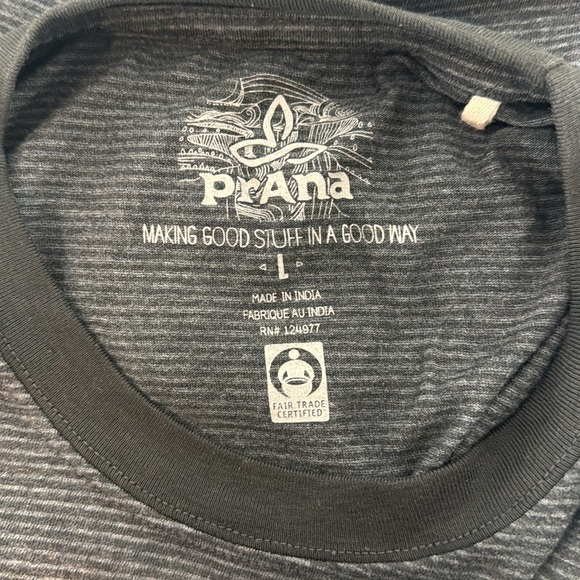 prAna
MAKING GOOD STUFF IN A GOOD WAY
L
MADE IN INDIA
FABRIQUE AU INDIA
RN# 124977
FAIR TRADE
CERTIFIED